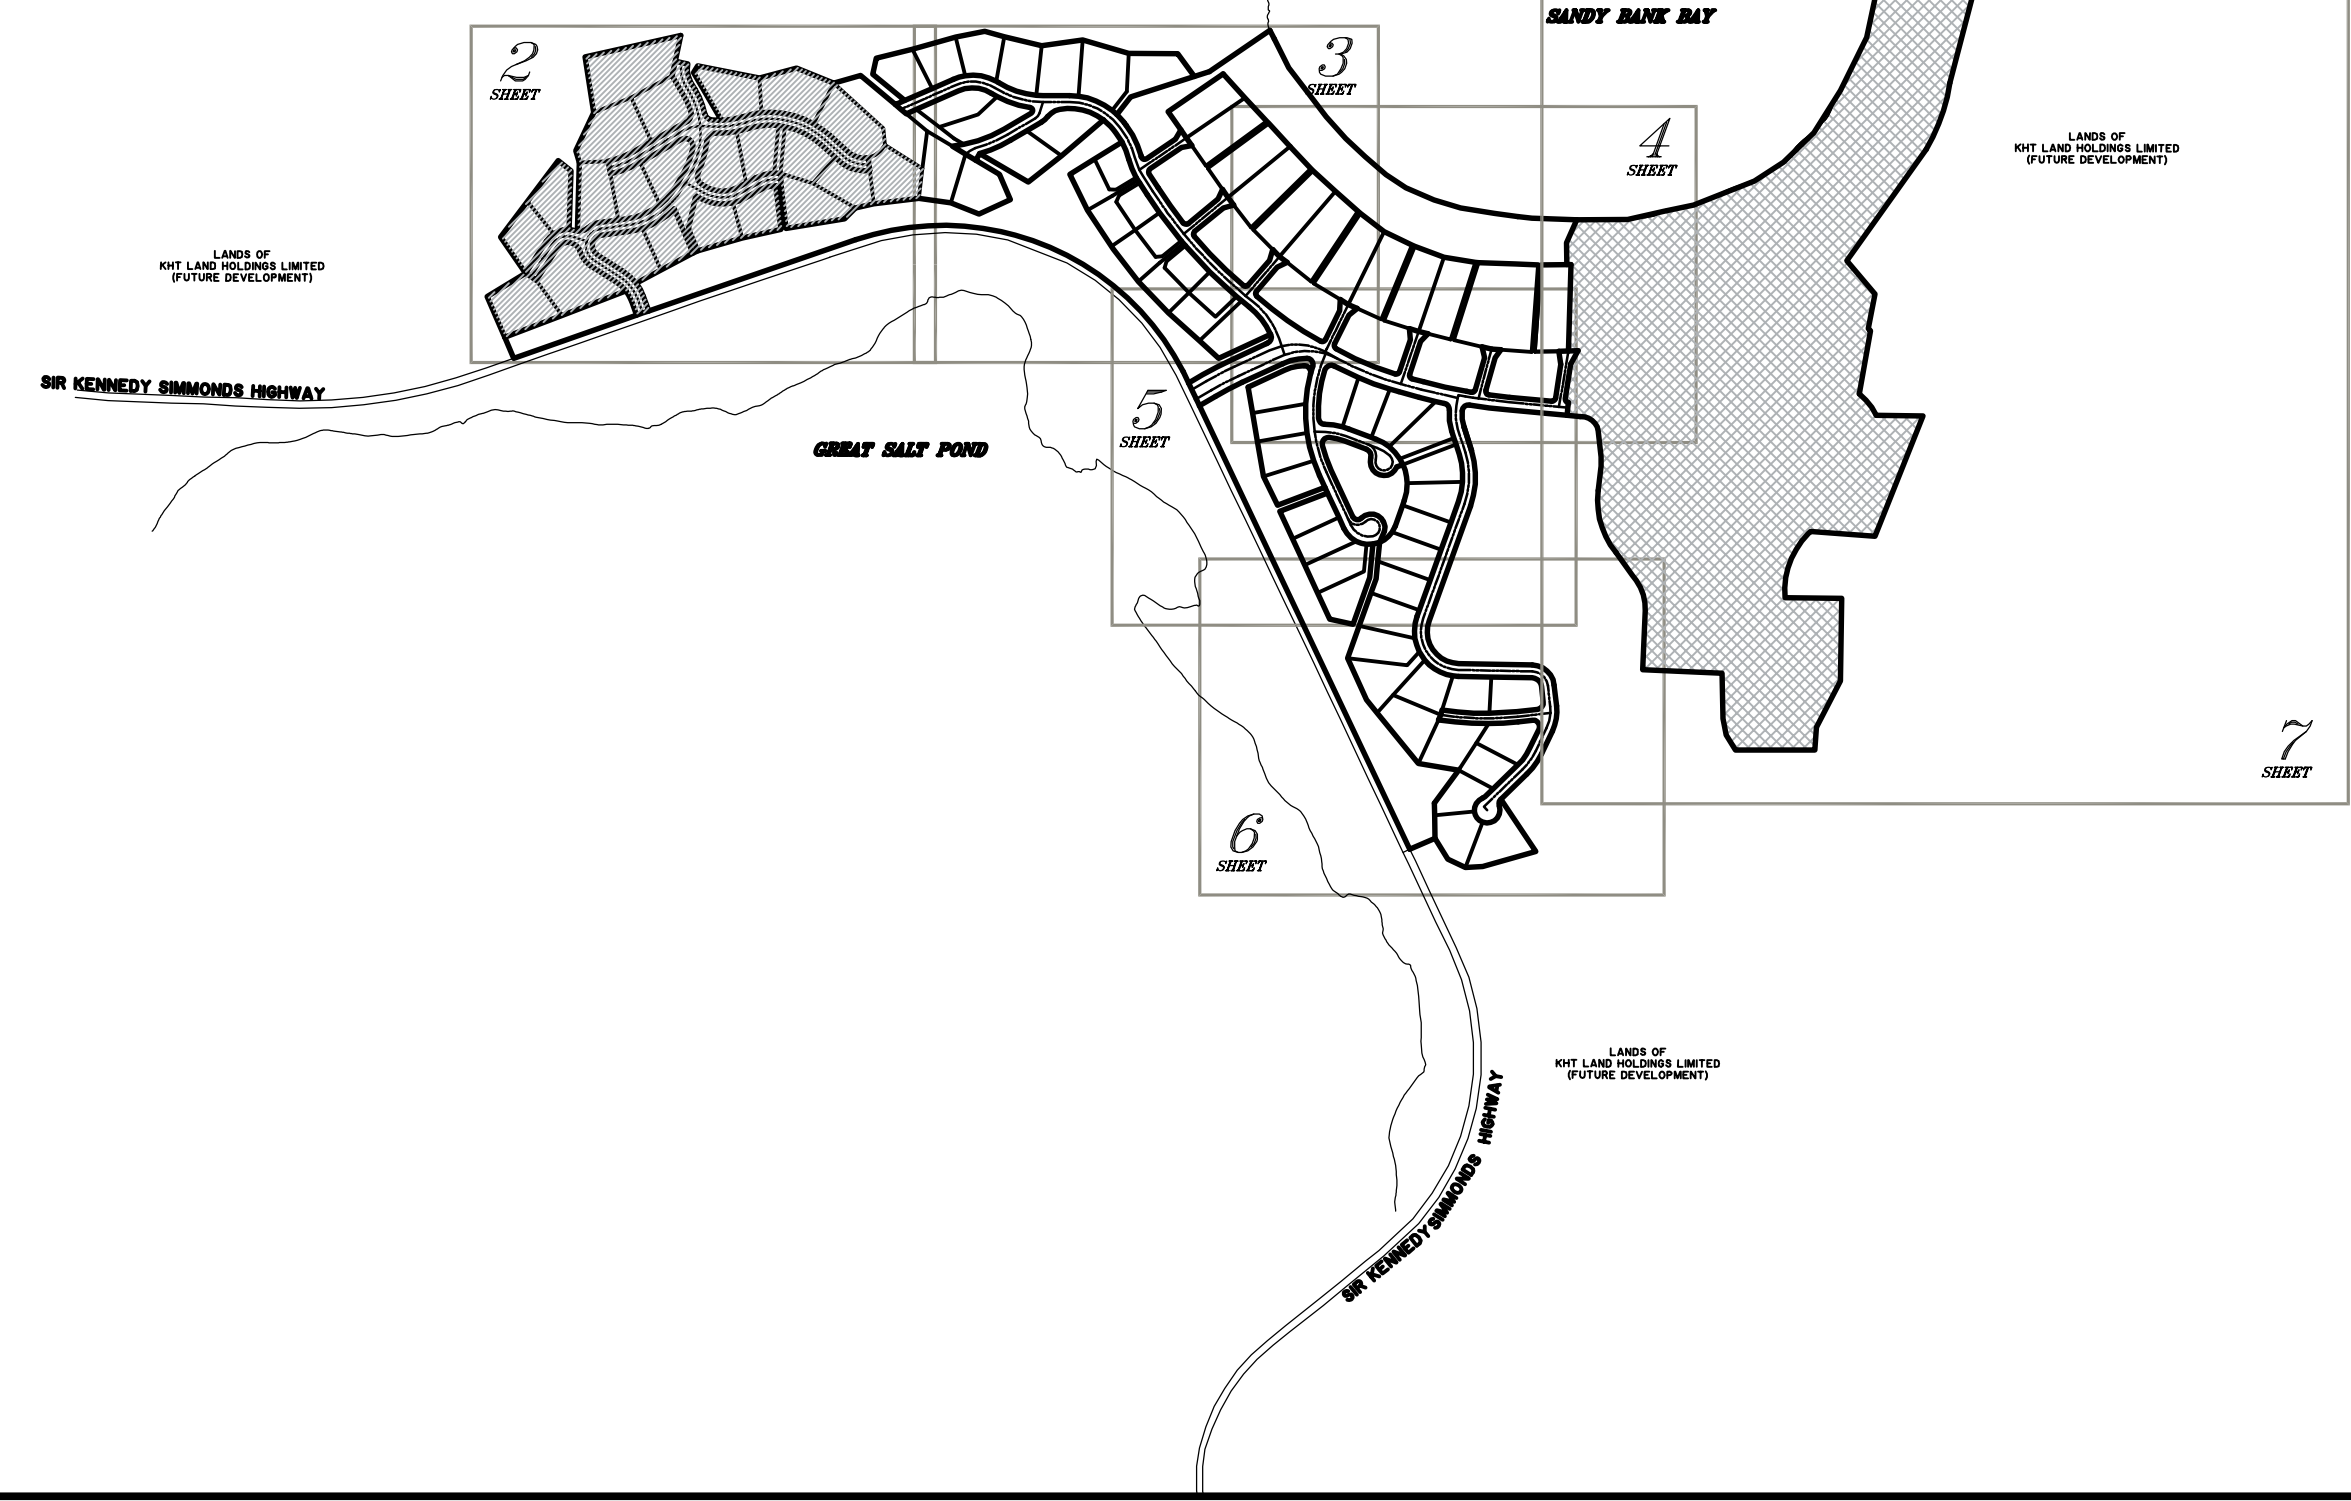 SANDY BANK BAY
2
SHEET
3
SHEET
4
SHEET
LANDS OF
KHT LAND HOLDINGS LIMITED
(FUTURE DEVELOPMENT)
LANDS OF
KHT LAND HOLDINGS LIMITED
(FUTURE DEVELOPMENT)
SIR KENNEDY SIMMONDS HIGHWAY
5
SHEET
GREAT SALT POND
7
SHEET
6
SHEET
LANDS OF
KHT LAND HOLDINGS LIMITED
(FUTURE DEVELOPMENT)
SIR KENNEDY SIMMONDS HIGHWAY